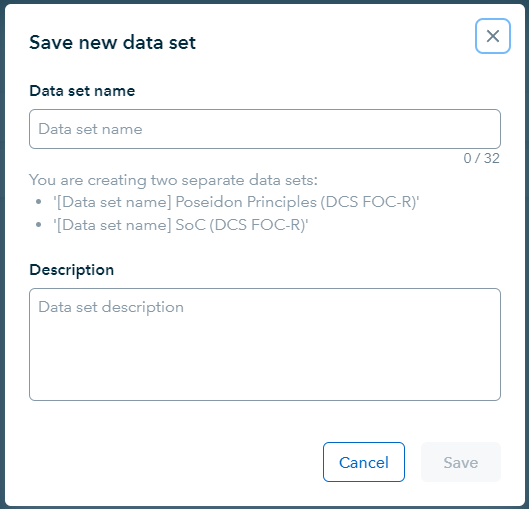 Save new data set
Data set name
Data set name
0 / 32
You are creating two separate data sets:
• '[Data set name] Poseidon Principles (DCS FOC-R)'
• '[Data set name] SoC (DCS FOC-R)'
Description
Data set description
Cancel
Save